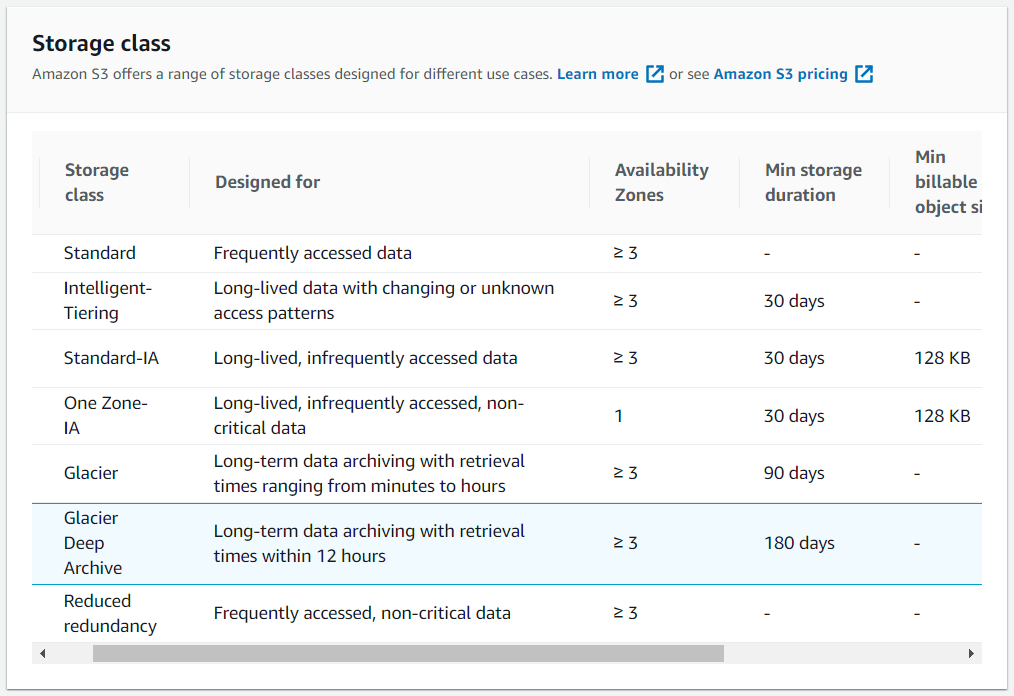 Storage class
Amazon S3 offers a range of storage classes designed for different use cases. Learn more or see Amazon S3 pricing
Storage
class
Designed for
Availability
Zones
Min storage
duration
Min
billable
object si
Standard
Frequently accessed data
≥ 3
-
-
Intelligent-
Tiering
Long-lived data with changing or unknown
access patterns
≥ 3
30 days
-
Standard-IA
Long-lived, infrequently accessed data
≥ 3
30 days
128 KB
One Zone-
IA
Long-lived, infrequently accessed, non-
critical data
1
30 days
128 KB
Glacier
Long-term data archiving with retrieval
times ranging from minutes to hours
≥ 3
90 days
-
Glacier
Deep
Archive
Long-term data archiving with retrieval
times within 12 hours
≥ 3
180 days
-
Reduced
redundancy
Frequently accessed, non-critical data
≥ 3
-
-